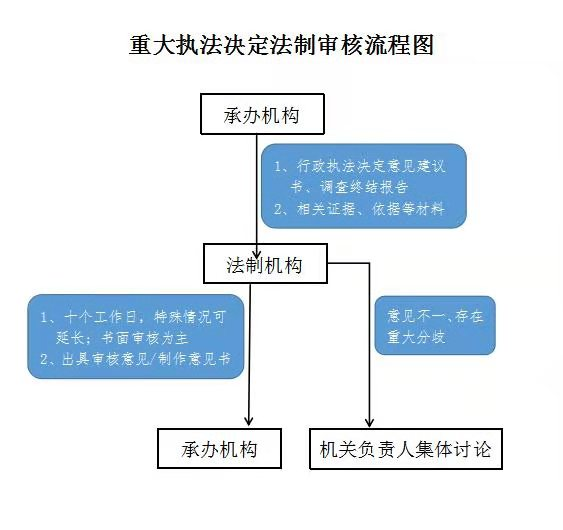 重大执法决定法制审核流程图
承办机构
1、行政执法决定意见建议
书、调查终结报告
2、相关证据、依据等材料
法制机构
1、十个工作日，特殊情况可
延长；书面审核为主
2、出具审核意见/制作意见书
意见不一、存在
重大分歧
承办机构
机关负责人集体讨论